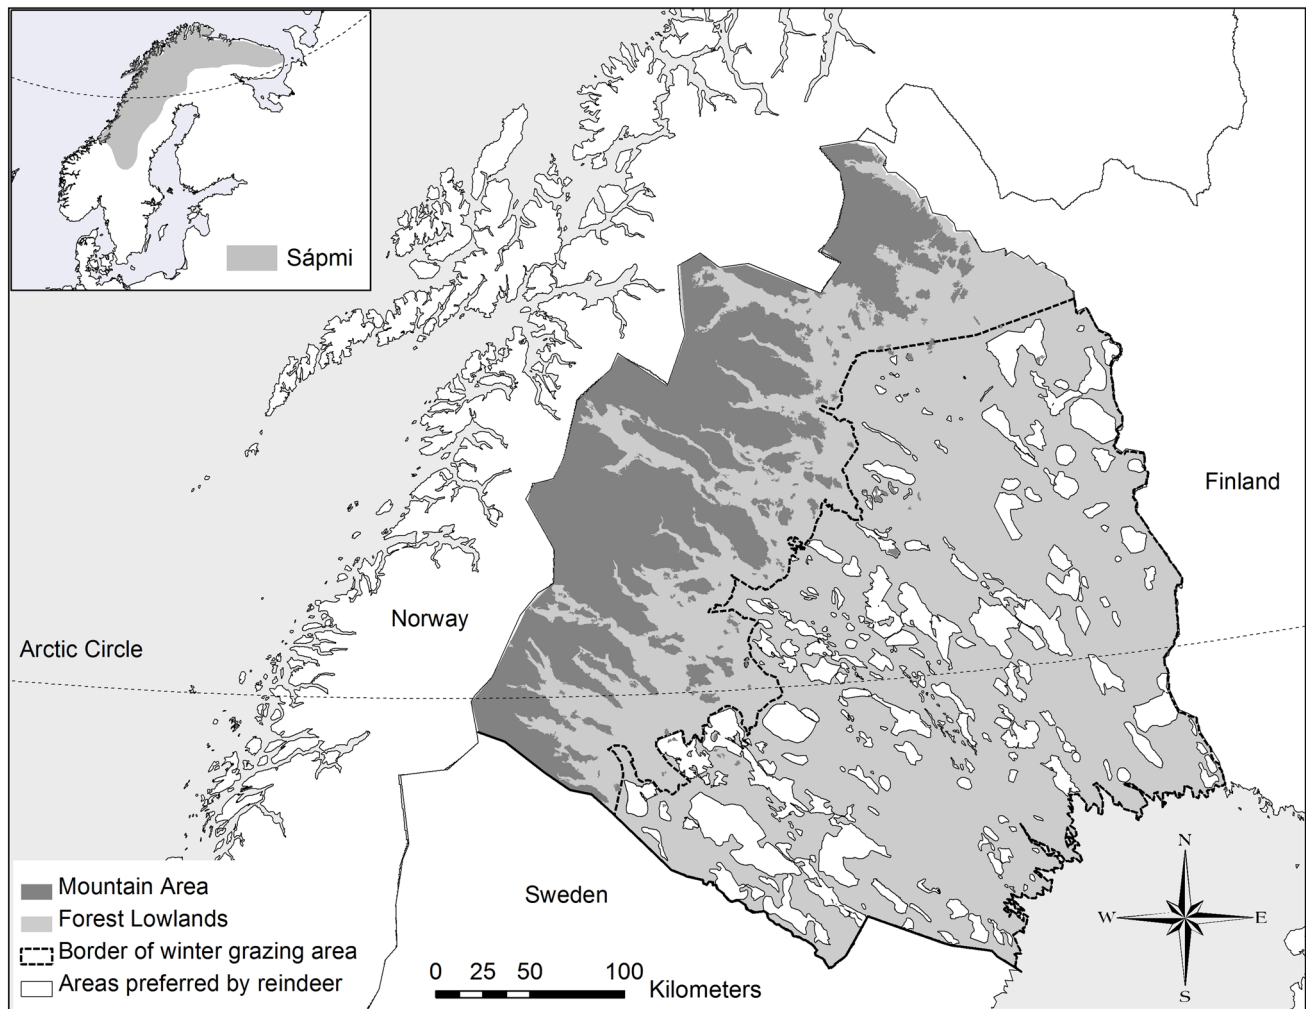 Sápmi
Finland
Norway
Arctic Circle
Sweden
Mountain Area
Forest Lowlands
Border of winter grazing area
Areas preferred by reindeer
0 25 50 100
Kilometers
N
W E
S